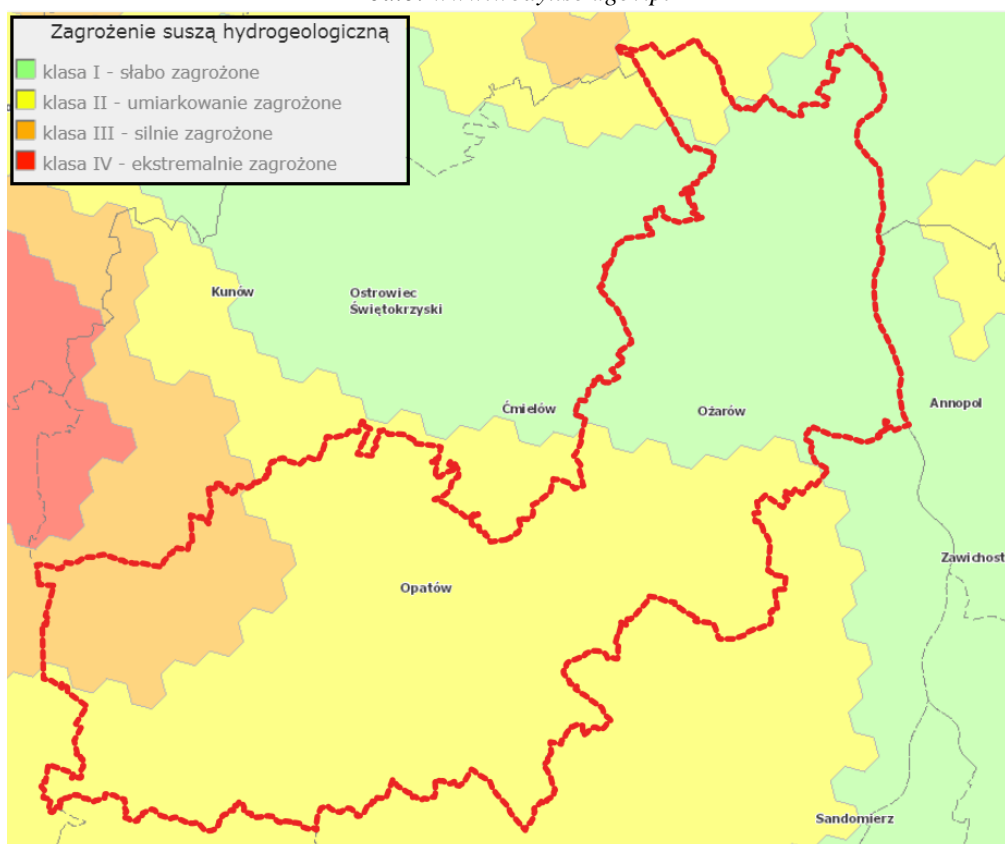 Zagrożenie suszą hydrogeologiczną
klasa I - słabo zagrożone
klasa II - umiarkowanie zagrożone
klasa III - silnie zagrożone
klasa IV - ekstremalnie zagrożone
Kunów
Ostrowiec
Świętokrzyski
Ćmielów
Ożarów
Annopol
Zawichost
Opatów
Sandomierz